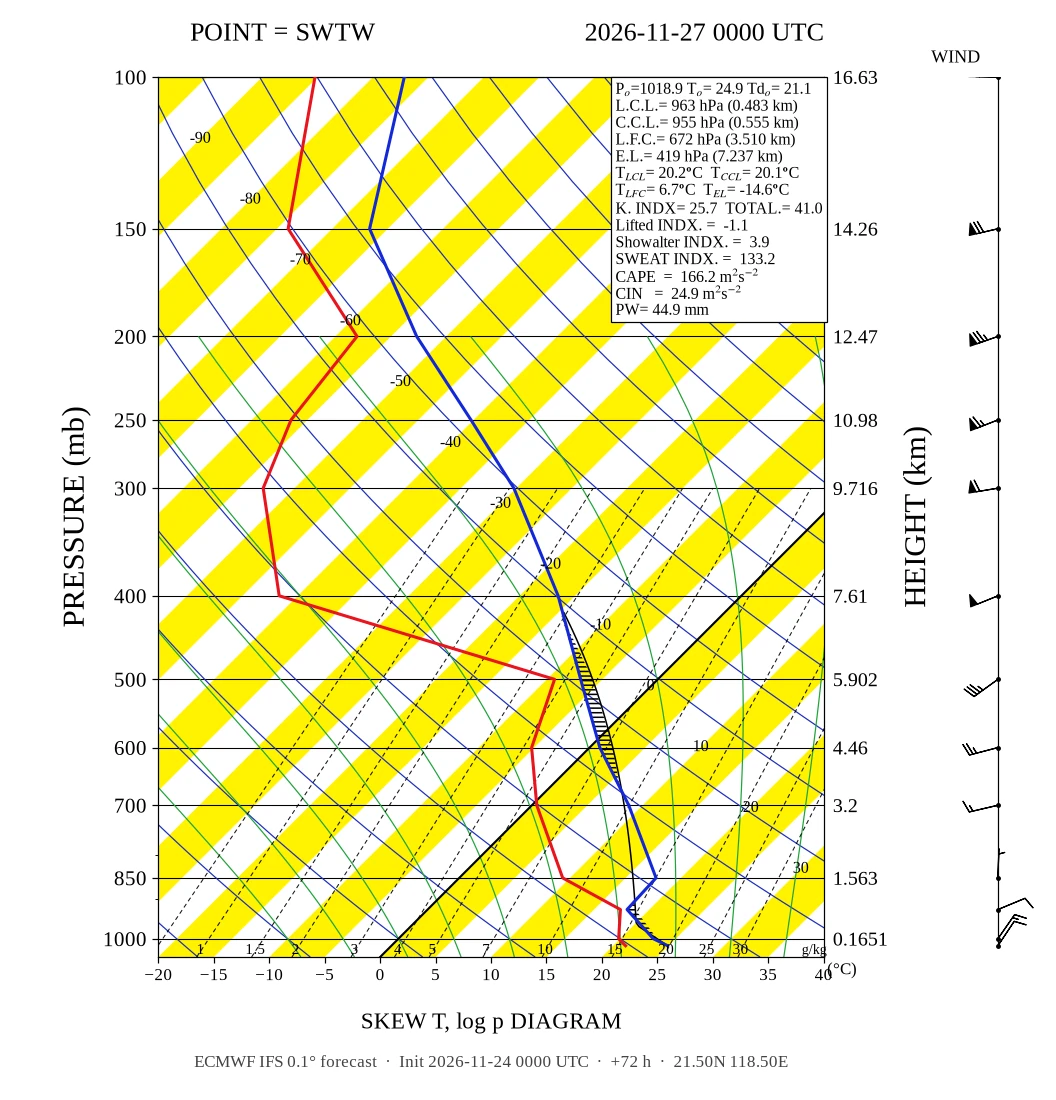 POINT = SWTW
2026-11-27 0000 UTC
WIND
100
16.63
Pₒ=1018.9 Tₒ= 24.9 Tdₒ= 21.1
L.C.L.= 963 hPa (0.483 km)
C.C.L.= 955 hPa (0.555 km)
L.F.C.= 672 hPa (3.510 km)
E.L.= 419 hPa (7.237 km)
T_LCL= 20.2°C T_CCL= 20.1°C
T_LFC= 6.7°C T_EL= -14.6°C
K. INDX= 25.7 TOTAL.= 41.0
Lifted INDX. = -1.1
Showalter INDX. = 3.9
SWEAT INDX. = 133.2
CAPE = 166.2 m²s⁻²
CIN = 24.9 m²s⁻²
PW= 44.9 mm
-90
-80
150
14.26
-70
-60
200
12.47
-50
250
10.98
-40
300
9.716
-30
-20
400
7.61
-10
500
5.902
0
600
4.46
10
700
3.2
20
850
1.563
30
1000
0.1651
1 1.5 2 3 4 5 7 10 15 20 25 30 g/kg
−20 −15 −10 −5 0 5 10 15 20 25 30 35 40 (°C)
PRESSURE (mb)
HEIGHT (km)
SKEW T, log p DIAGRAM
ECMWF IFS 0.1° forecast · Init 2026-11-24 0000 UTC · +72 h · 21.50N 118.50E